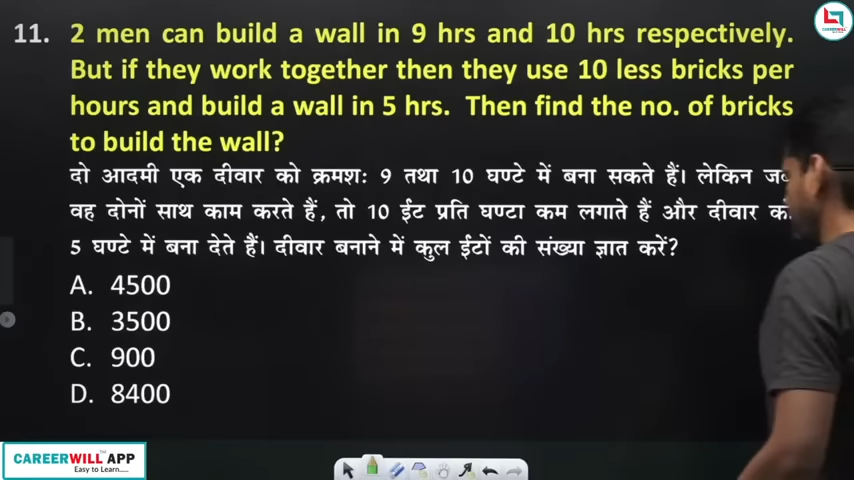 11. 2 men can build a wall in 9 hrs and 10 hrs respectively.
But if they work together then they use 10 less bricks per
hours and build a wall in 5 hrs. Then find the no. of bricks
to build the wall?
दो आदमी एक दीवार को क्रमशः 9 तथा 10 घण्टे में बना सकते हैं। लेकिन
वह दोनों साथ काम करते हैं, तो 10 ईट प्रति घण्टा कम लगाते हैं और दीवार
5 घण्टे में बना देते हैं। दीवार बनाने में कुल ईंटों की संख्या ज्ञात करें?
A. 4500
B. 3500
C. 900
D. 8400
CAREERWILL APP
Easy to Learn.....
CAREERWILL